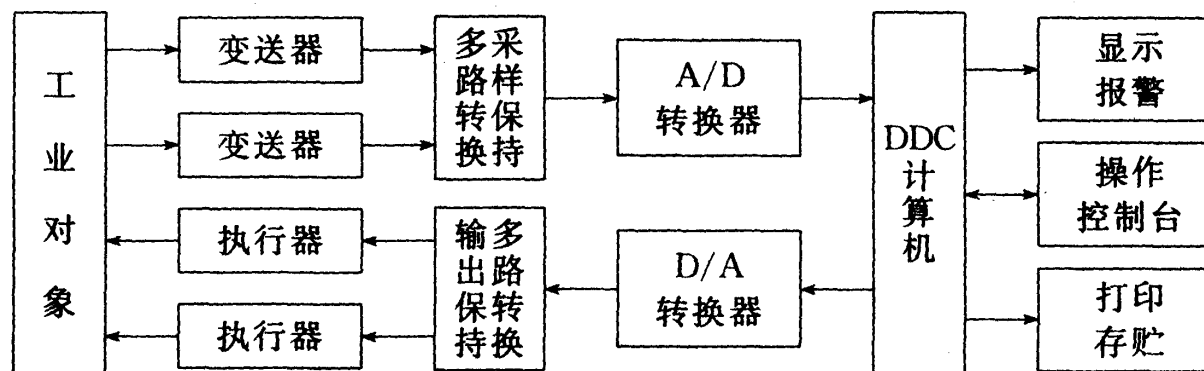 工业对象
变送器
变送器
执行器
执行器
多路转换
采样保持
输出保持
多路转换
A/D
转换器
D/A
转换器
DDC
计算机
显示
报警
操作
控制台
打印
存贮